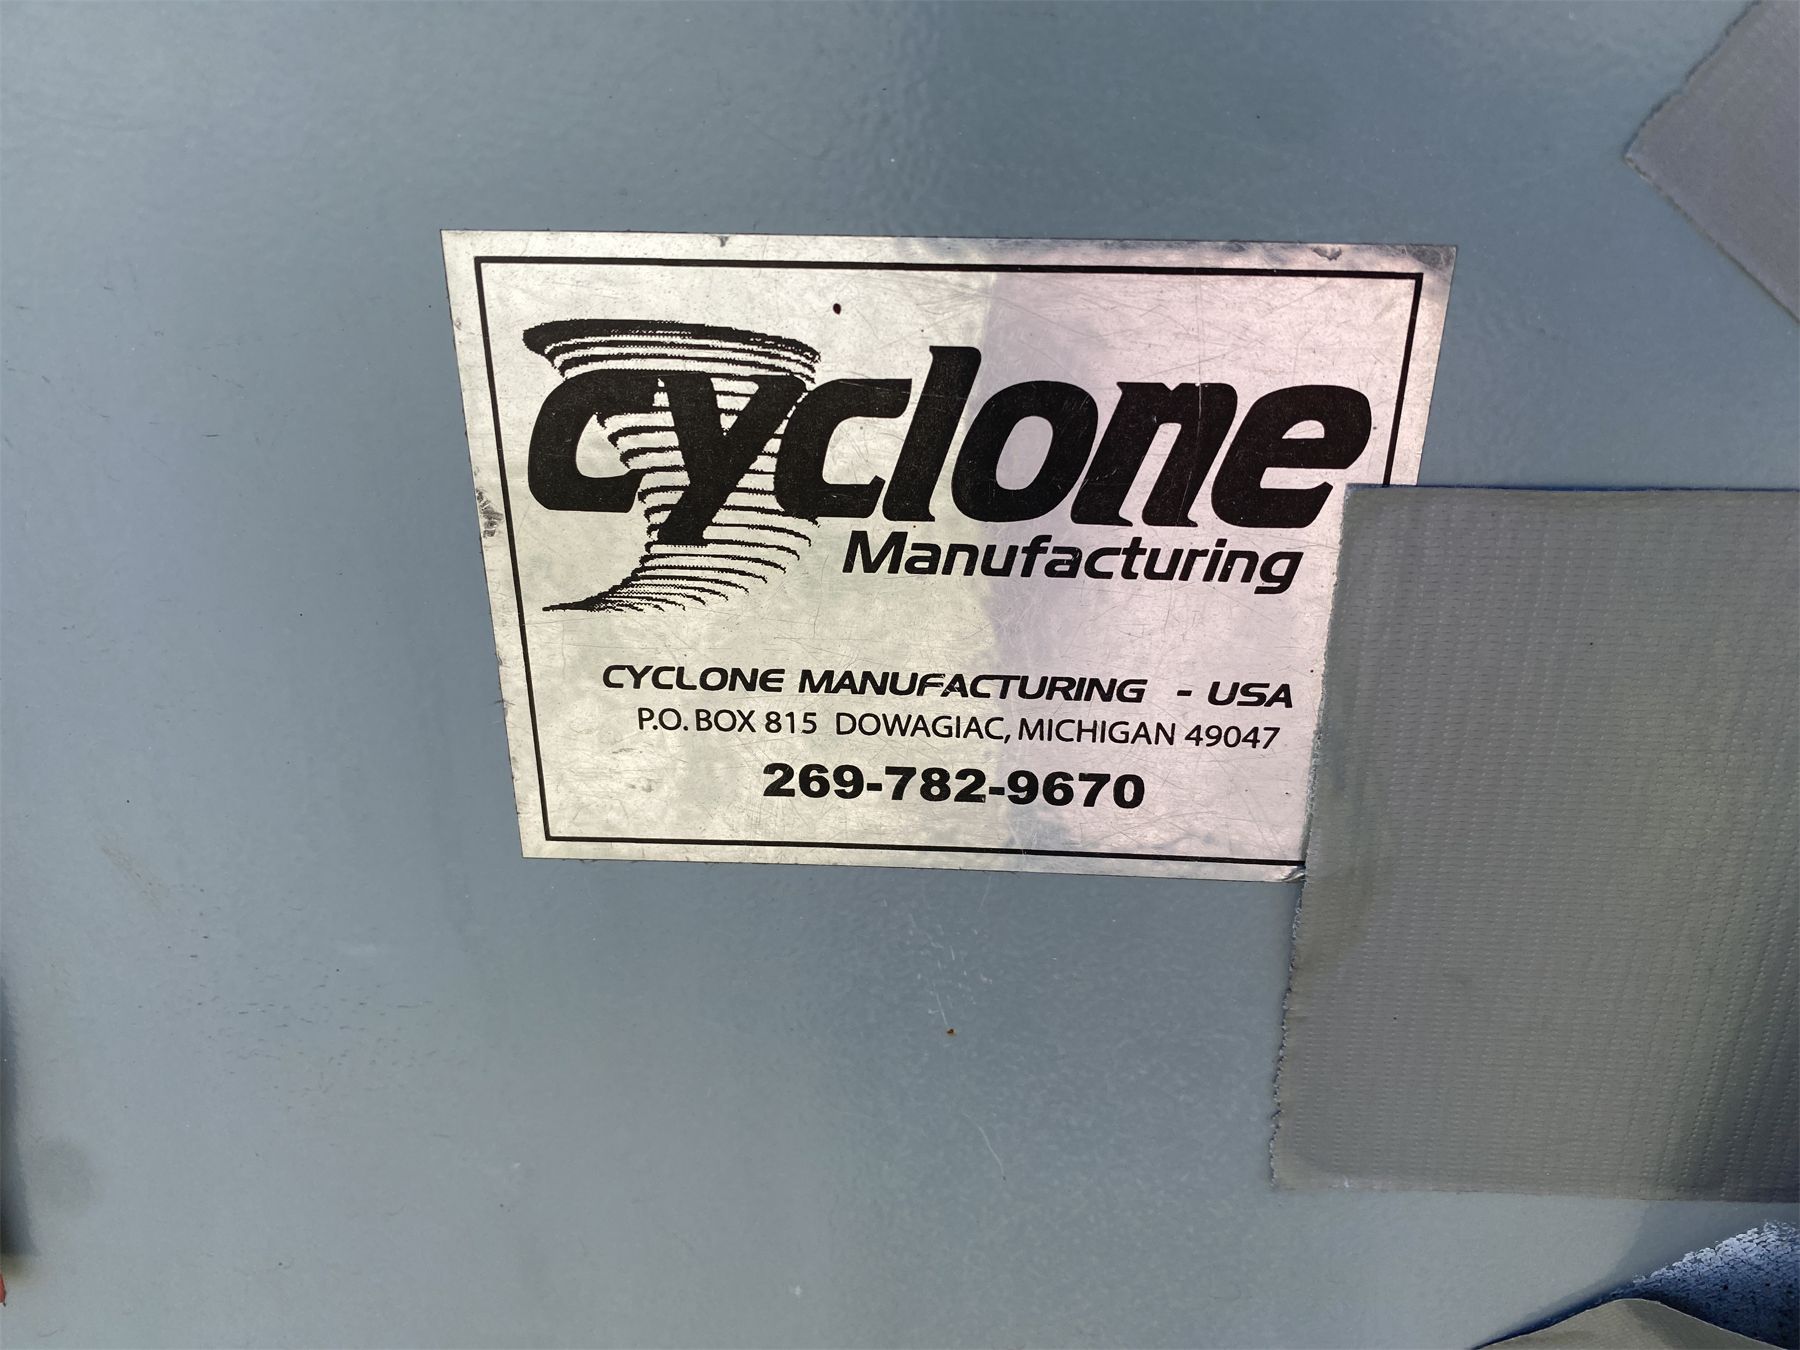 cyclone
Manufacturing
CYCLONE MANUFACTURING - USA
P.O. BOX 815 DOWAGIAC, MICHIGAN 49047
269-782-9670